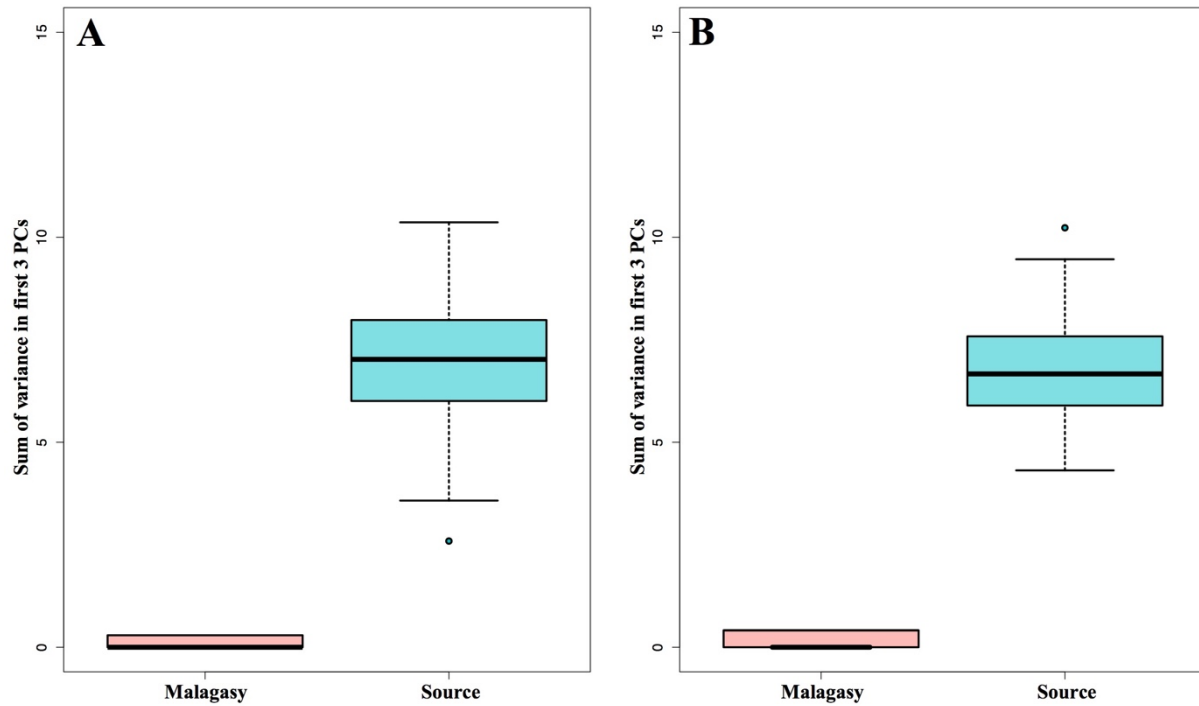 A
Sum of variance in first 3 PCs
15
10
5
0
Malagasy
Source
B
Sum of variance in first 3 PCs
15
10
5
0
Malagasy
Source